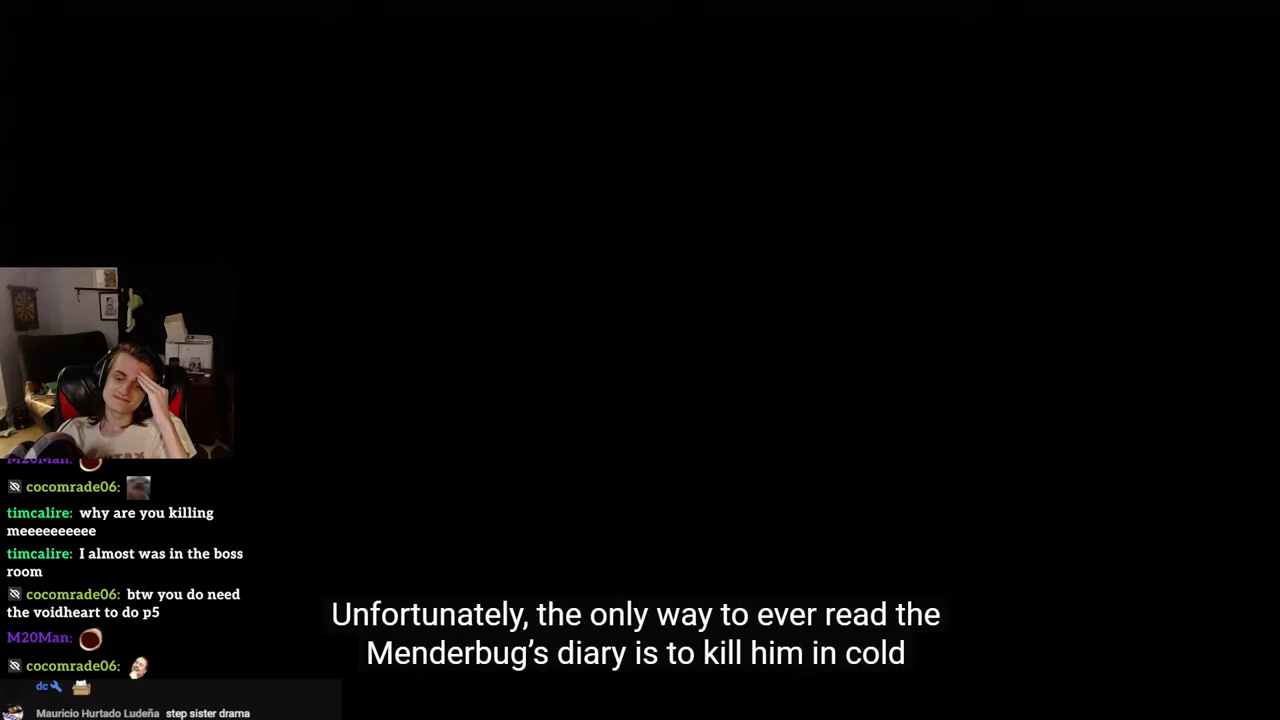 M20Man:
cocomrade06:
timcalire: why are you killing
meeeeeeeeee
timcalire: I almost was in the boss
room
cocomrade06: btw you do need
the voidheart to do p5
M20Man:
cocomrade06:
dc
Mauricio Hurtado Ludeña step sister drama
Unfortunately, the only way to ever read the
Menderbug’s diary is to kill him in cold